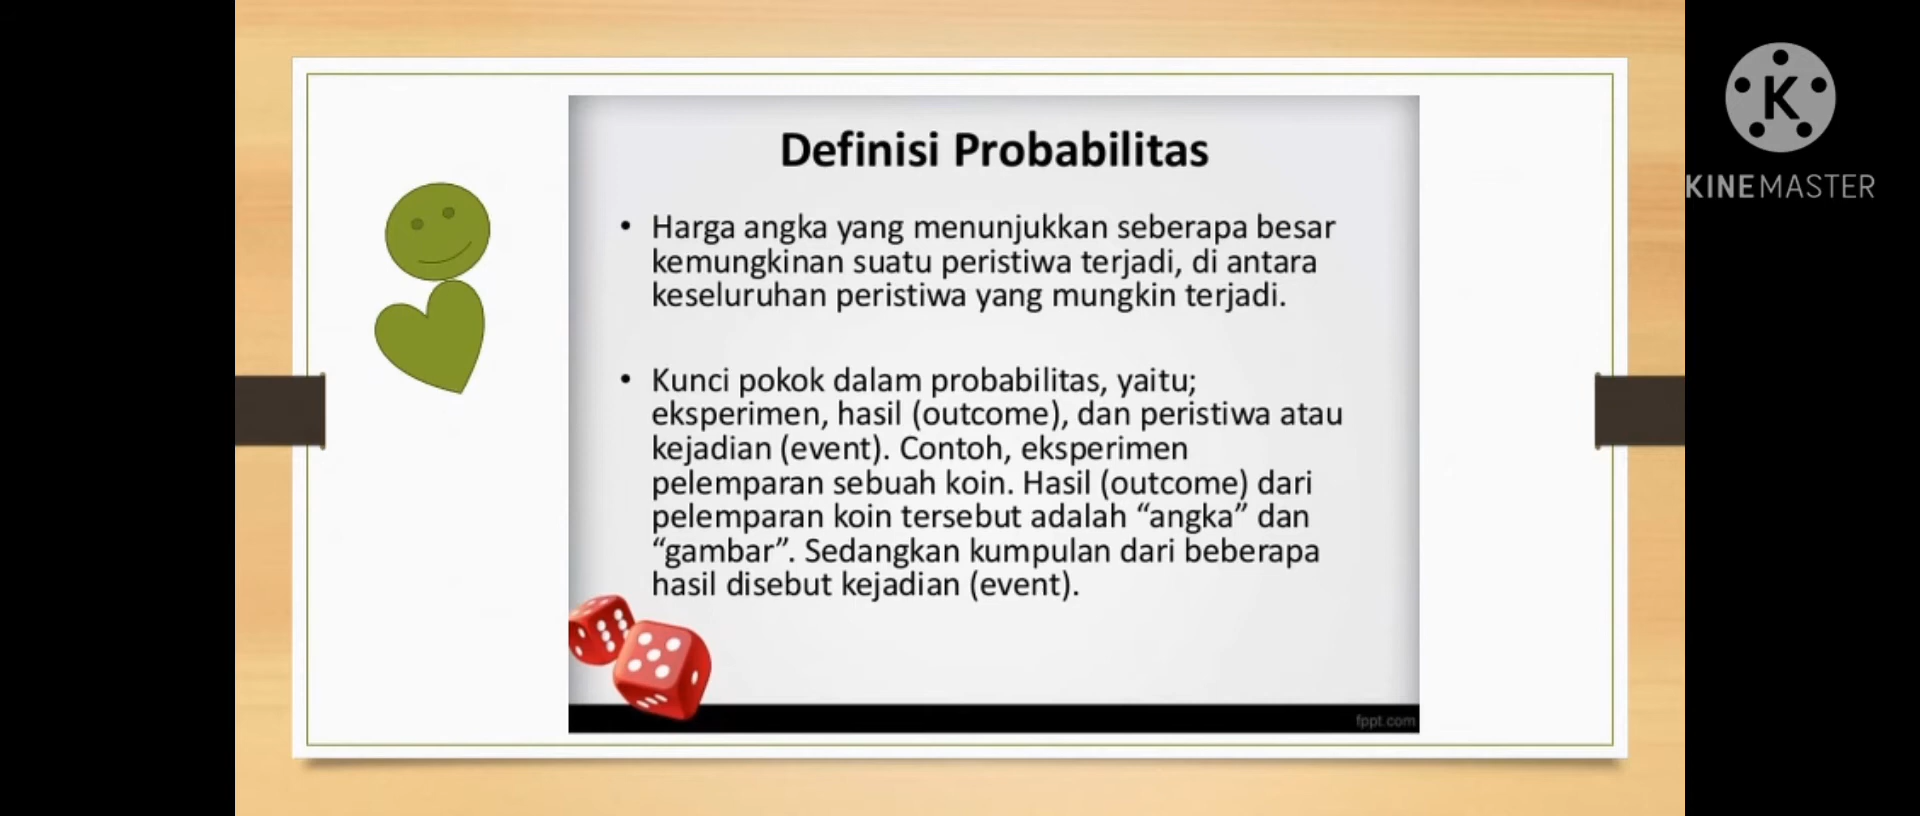 Definisi Probabilitas
• Harga angka yang menunjukkan seberapa besar
kemungkinan suatu peristiwa terjadi, di antara
keseluruhan peristiwa yang mungkin terjadi.
• Kunci pokok dalam probabilitas, yaitu;
eksperimen, hasil (outcome), dan peristiwa atau
kejadian (event). Contoh, eksperimen
pelemparan sebuah koin. Hasil (outcome) dari
pelemparan koin tersebut adalah “angka” dan
“gambar”. Sedangkan kumpulan dari beberapa
hasil disebut kejadian (event).
fppt.com
K
KINEMASTER